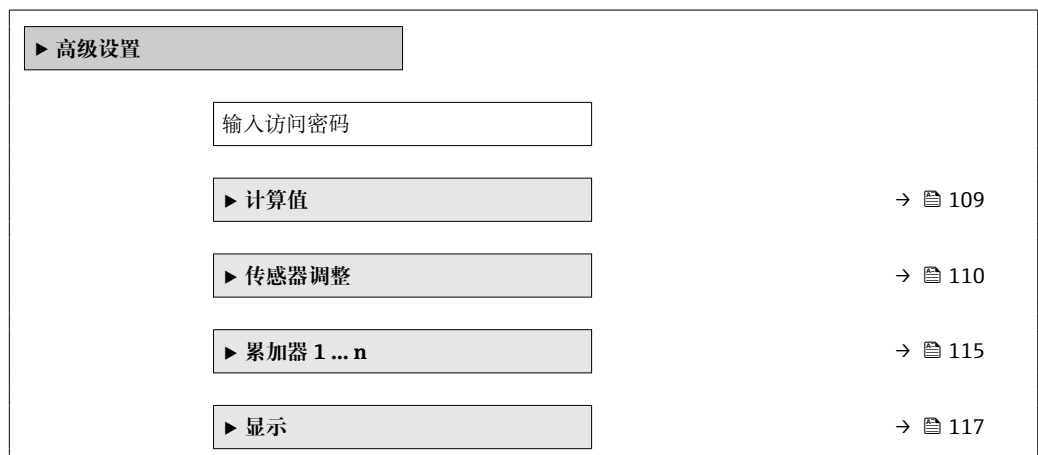 ▶ 高级设置
输入访问密码
▶ 计算值 → 109
▶ 传感器调整 → 110
▶ 累加器 1 … n → 115
▶ 显示 → 117